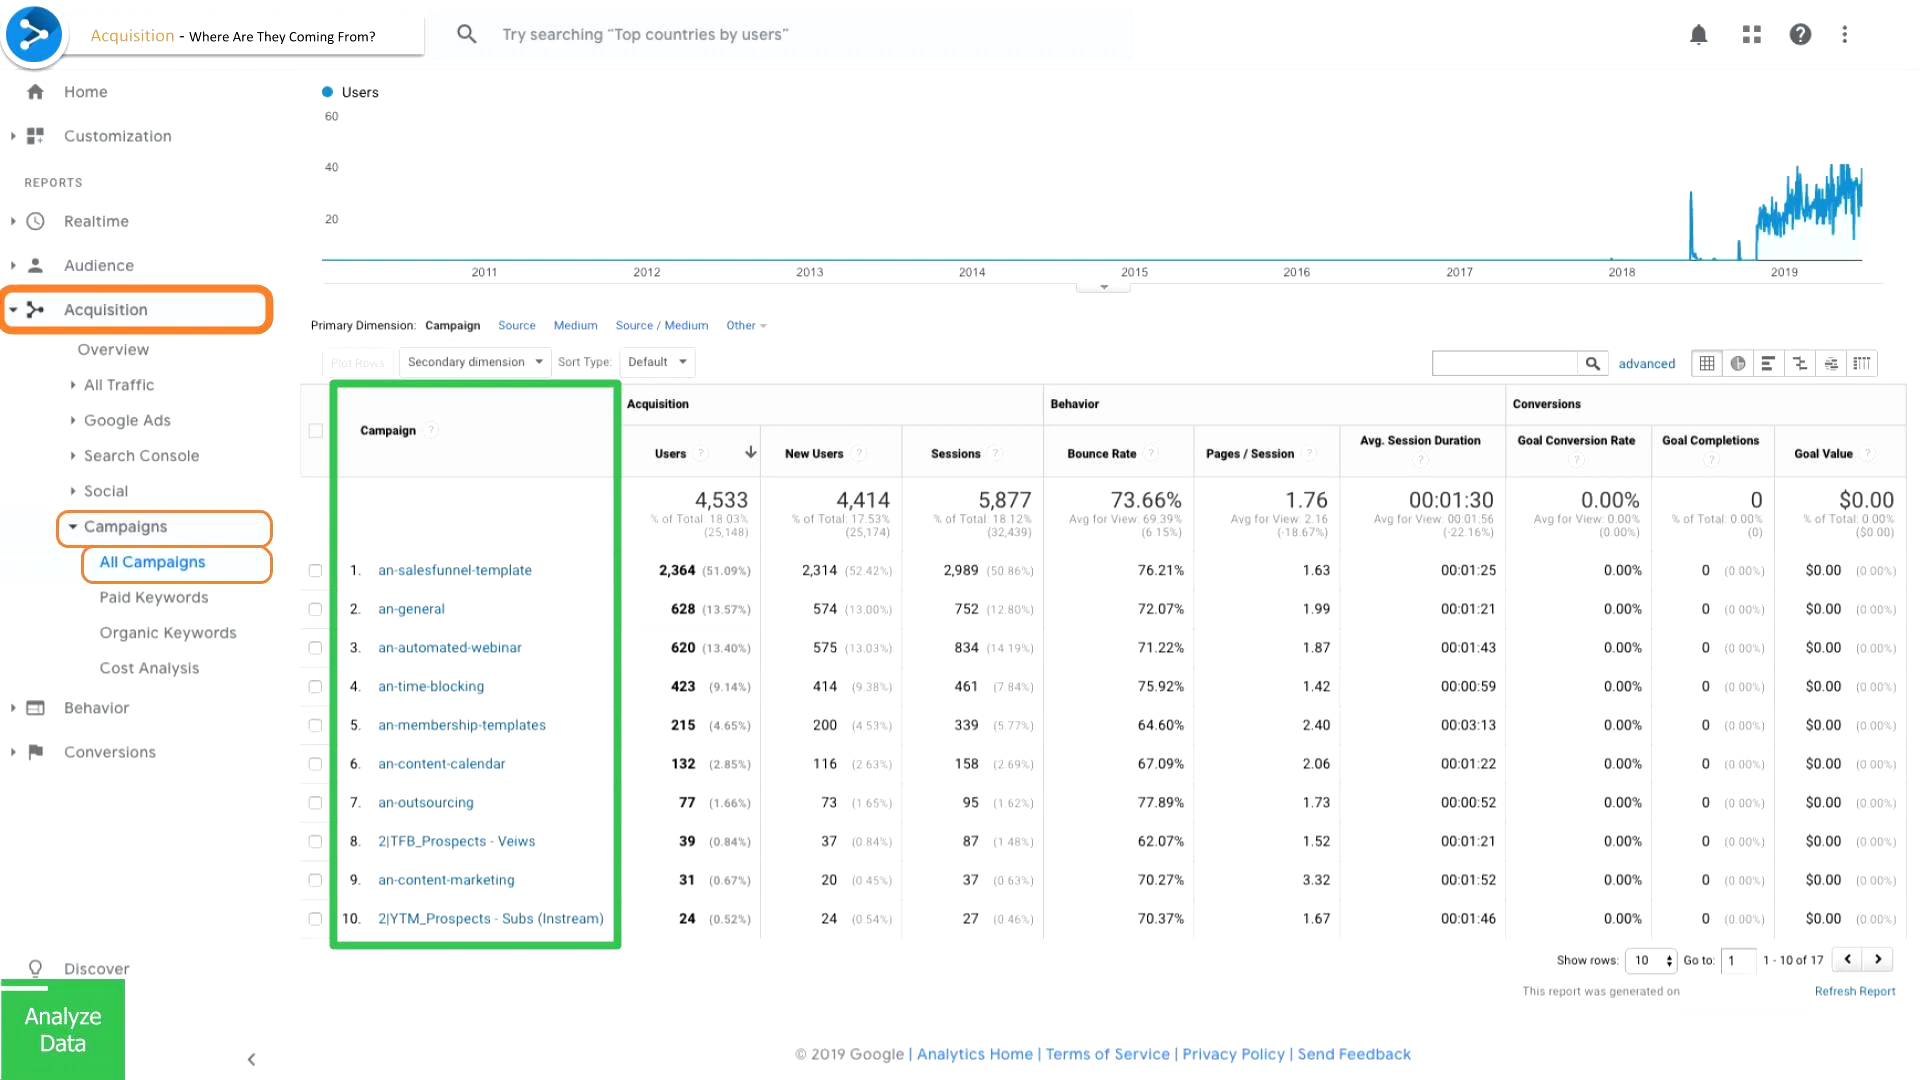 Acquisition - Where Are They Coming From?
Try searching “Top countries by users”
Home
Customization
REPORTS
Realtime
Audience
Acquisition
Overview
All Traffic
Google Ads
Search Console
Social
Campaigns
All Campaigns
Paid Keywords
Organic Keywords
Cost Analysis
Behavior
Conversions
Discover
Analyze
Data
Users
60
40
20
2011 2012 2013 2014 2015 2016 2017 2018 2019
Primary Dimension: Campaign Source Medium Source / Medium Other
Plot Rows Secondary dimension Sort Type: Default advanced
Acquisition Behavior Conversions
Campaign ?
Users ? New Users ? Sessions ? Bounce Rate ? Pages / Session ? Avg. Session Duration ? Goal Conversion Rate ? Goal Completions ? Goal Value ?
4,533 4,414 5,877 73.66% 1.76 00:01:30 0.00% 0 $0.00
% of Total: 18.03% % of Total: 17.53% % of Total: 18.12% Avg for View: 69.39% Avg for View: 2.16 Avg for View: 00:01:56 Avg for View: 0.00% % of Total: 0.00% % of Total: 0.00%
(25,148) (25,174) (32,439) (6.15%) (-18.67%) (-22.16%) (0.00%) (0) ($0.00)
1. an-salesfunnel-template 2,364 (51.09%) 2,314 (52.42%) 2,989 (50.86%) 76.21% 1.63 00:01:25 0.00% 0 (0.00%) $0.00 (0.00%)
2. an-general 628 (13.57%) 574 (13.00%) 752 (12.80%) 72.07% 1.99 00:01:21 0.00% 0 (0.00%) $0.00 (0.00%)
3. an-automated-webinar 620 (13.40%) 575 (13.03%) 834 (14.19%) 71.22% 1.87 00:01:43 0.00% 0 (0.00%) $0.00 (0.00%)
4. an-time-blocking 423 (9.14%) 414 (9.38%) 461 (7.84%) 75.92% 1.42 00:00:59 0.00% 0 (0.00%) $0.00 (0.00%)
5. an-membership-templates 215 (4.65%) 200 (4.53%) 339 (5.77%) 64.60% 2.40 00:03:13 0.00% 0 (0.00%) $0.00 (0.00%)
6. an-content-calendar 132 (2.85%) 116 (2.63%) 158 (2.69%) 67.09% 2.06 00:01:22 0.00% 0 (0.00%) $0.00 (0.00%)
7. an-outsourcing 77 (1.66%) 73 (1.65%) 95 (1.62%) 77.89% 1.73 00:00:52 0.00% 0 (0.00%) $0.00 (0.00%)
8. 2|TFB_Prospects - Veiws 39 (0.84%) 37 (0.84%) 87 (1.48%) 62.07% 1.52 00:01:21 0.00% 0 (0.00%) $0.00 (0.00%)
9. an-content-marketing 31 (0.67%) 20 (0.45%) 37 (0.63%) 70.27% 3.32 00:01:52 0.00% 0 (0.00%) $0.00 (0.00%)
10. 2|YTM_Prospects - Subs (Instream) 24 (0.52%) 24 (0.54%) 27 (0.46%) 70.37% 1.67 00:01:46 0.00% 0 (0.00%) $0.00 (0.00%)
Show rows: 10 Go to: 1 1 - 10 of 17
This report was generated on Refresh Report
© 2019 Google | Analytics Home | Terms of Service | Privacy Policy | Send Feedback